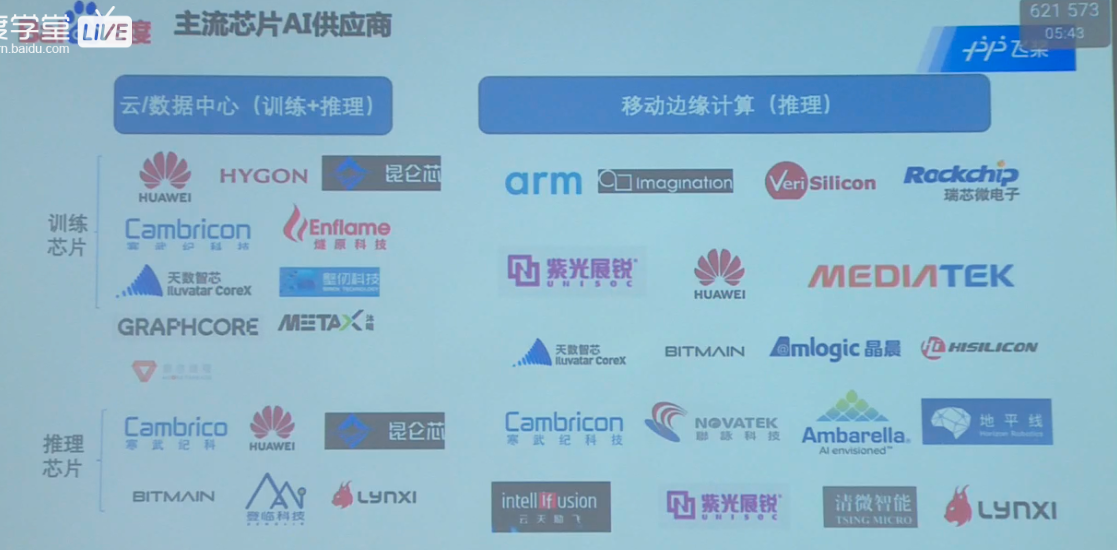 度学堂
LIVE
度
m.baidu.com
主流芯片AI供应商
621 573
05:43
飞桨
云/数据中心（训练+推理）
移动边缘计算（推理）
训练
芯片
HUAWEI
HYGON
昆仑芯
Cambricon
寒武纪科技
Enflame
燧原科技
天数智芯
Iluvatar CoreX
壁仞科技
BIREN TECHNOLOGY
GRAPHCORE
METAX
沐曦
推理
芯片
Cambrico
寒武纪科
HUAWEI
昆仑芯
BITMAIN
登临科技
LYNXI
arm
Imagination
VeriSilicon
Rockchip
瑞芯微电子
紫光展锐
UNISOC
HUAWEI
MEDIATEK
天数智芯
Iluvatar CoreX
BITMAIN
Amlogic 晶晨
HISILICON
Cambricon
寒武纪科技
NOVATEK
聯詠科技
Ambarella
AI envisioned™
地平线
Horizon Robotics
intellifusion
云天励飞
紫光展锐
UNISOC
清微智能
TSING MICRO
LYNXI